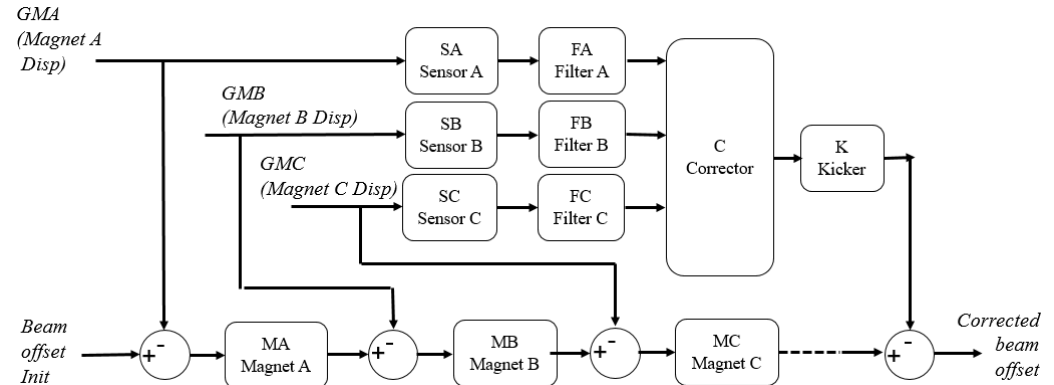 GMA
(Magnet A
Disp)
SA
Sensor A
FA
Filter A
GMB
(Magnet B Disp)
SB
Sensor B
FB
Filter B
C
Corrector
K
Kicker
GMC
(Magnet C Disp)
SC
Sensor C
FC
Filter C
Beam
offset
Init
+ -
MA
Magnet A
+ -
MB
Magnet B
+ -
MC
Magnet C
+ -
Corrected
beam
offset